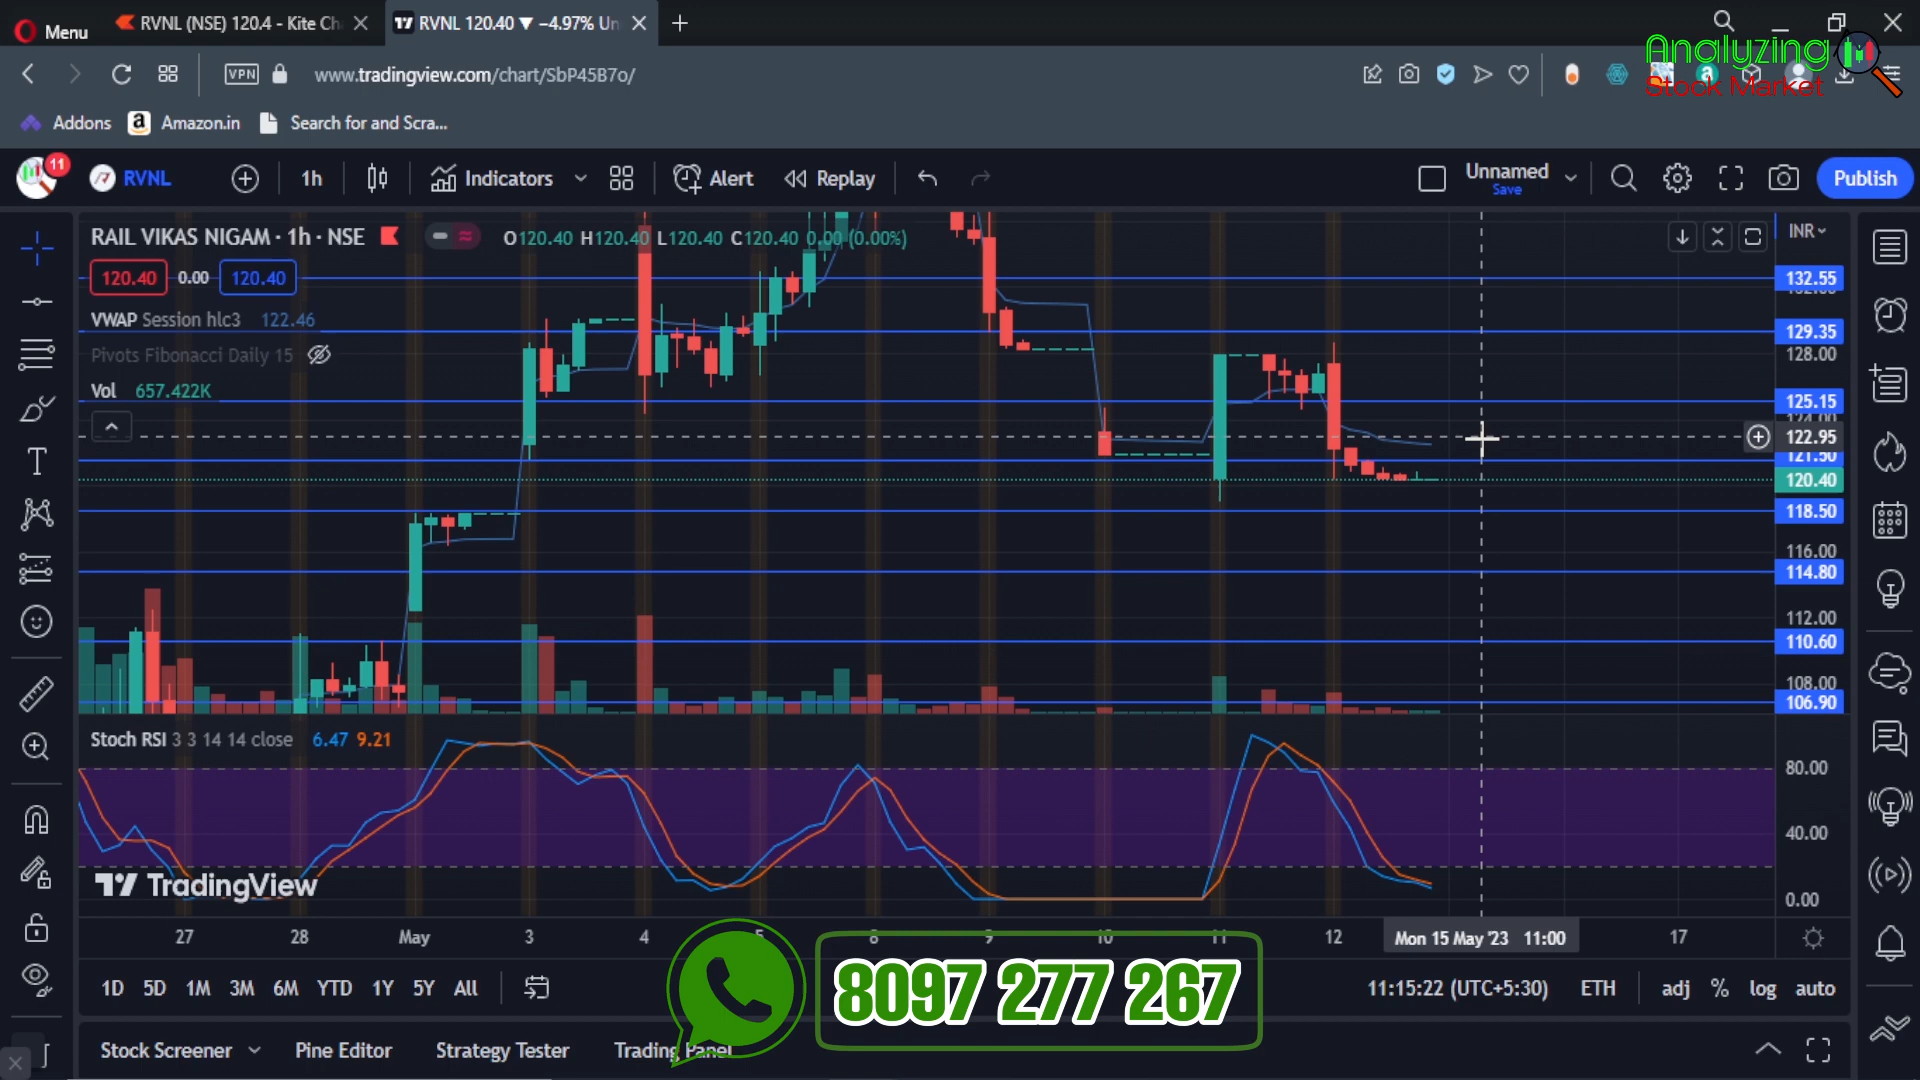 Menu
RVNL (NSE) 120.4 - Kite Ch
RVNL 120.40 ▼ −4.97% Un
VPN
www.tradingview.com/chart/SbP45B7o/
Analyzing
Stock Market
Addons
Amazon.in
Search for and Scra...
11
RVNL
1h
Indicators
Alert
Replay
Unnamed
Save
Publish
RAIL VIKAS NIGAM · 1h · NSE
O120.40 H120.40 L120.40 C120.40 0.00 (0.00%)
INR
120.40 0.00 120.40
VWAP Session hlc3 122.46
Pivots Fibonacci Daily 15
Vol 657.422K
132.55
129.35
128.00
125.15
124.00
122.95
121.50
120.40
118.50
116.00
114.80
112.00
110.60
108.00
106.90
Stoch RSI 3 3 14 14 close 6.47 9.21
80.00
40.00
0.00
TradingView
27 28 May 3 4 5 8 9 10 11 12 Mon 15 May '23 11:00 17
1D 5D 1M 3M 6M YTD 1Y 5Y All
8097 277 267
11:15:22 (UTC+5:30) ETH adj % log auto
Stock Screener Pine Editor Strategy Tester Trading Panel